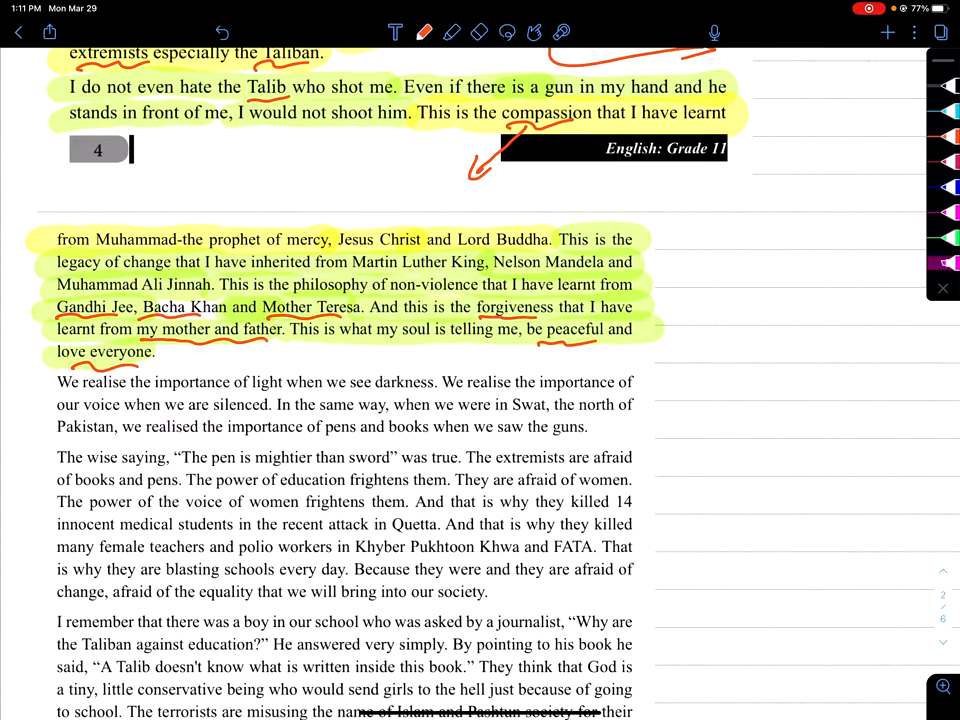 1:11 PM Mon Mar 29
77%
extremists especially the Taliban.
I do not even hate the Talib who shot me. Even if there is a gun in my hand and he
stands in front of me, I would not shoot him. This is the compassion that I have learnt
4
English: Grade 11
from Muhammad-the prophet of mercy, Jesus Christ and Lord Buddha. This is the
legacy of change that I have inherited from Martin Luther King, Nelson Mandela and
Muhammad Ali Jinnah. This is the philosophy of non-violence that I have learnt from
Gandhi Jee, Bacha Khan and Mother Teresa. And this is the forgiveness that I have
learnt from my mother and father. This is what my soul is telling me, be peaceful and
love everyone.
We realise the importance of light when we see darkness. We realise the importance of
our voice when we are silenced. In the same way, when we were in Swat, the north of
Pakistan, we realised the importance of pens and books when we saw the guns.
The wise saying, “The pen is mightier than sword” was true. The extremists are afraid
of books and pens. The power of education frightens them. They are afraid of women.
The power of the voice of women frightens them. And that is why they killed 14
innocent medical students in the recent attack in Quetta. And that is why they killed
many female teachers and polio workers in Khyber Pukhtoon Khwa and FATA. That
is why they are blasting schools every day. Because they were and they are afraid of
change, afraid of the equality that we will bring into our society.
I remember that there was a boy in our school who was asked by a journalist, “Why are
the Taliban against education?” He answered very simply. By pointing to his book he
said, “A Talib doesn't know what is written inside this book.” They think that God is
a tiny, little conservative being who would send girls to the hell just because of going
to school. The terrorists are misusing the name of Islam and Pashtun society for their
2
/
6